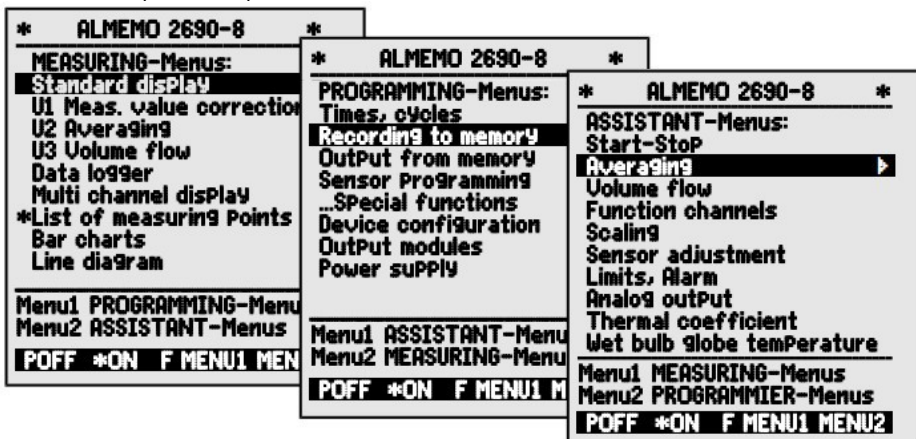 * ALMEMO 2690-8 *
MEASURING-Menus:
Standard display
U1 Meas. value correction
U2 Averaging
U3 Volume flow
Data logger
Multi channel display
*List of measuring points
Bar charts
Line diagram
Menu1 PROGRAMMING-Menu
Menu2 ASSISTANT-Menus
POFF *ON F MENU1 MEN
* ALMEMO 2690-8 *
PROGRAMMING-Menus:
Times, cycles
Recording to memory
Output from memory
Sensor Programming
...Special functions
Device configuration
Output modules
Power supply
Menu1 ASSISTANT-Menu
Menu2 MEASURING-Menu
POFF *ON F MENU1 M
* ALMEMO 2690-8 *
ASSISTANT-Menus:
Start-Stop
Averaging
Volume flow
Function channels
Scaling
Sensor adjustment
Limits, Alarm
Analog output
Thermal coefficient
Wet bulb globe temperature
Menu1 MEASURING-Menus
Menu2 PROGRAMMIER-Menus
POFF *ON F MENU1 MENU2